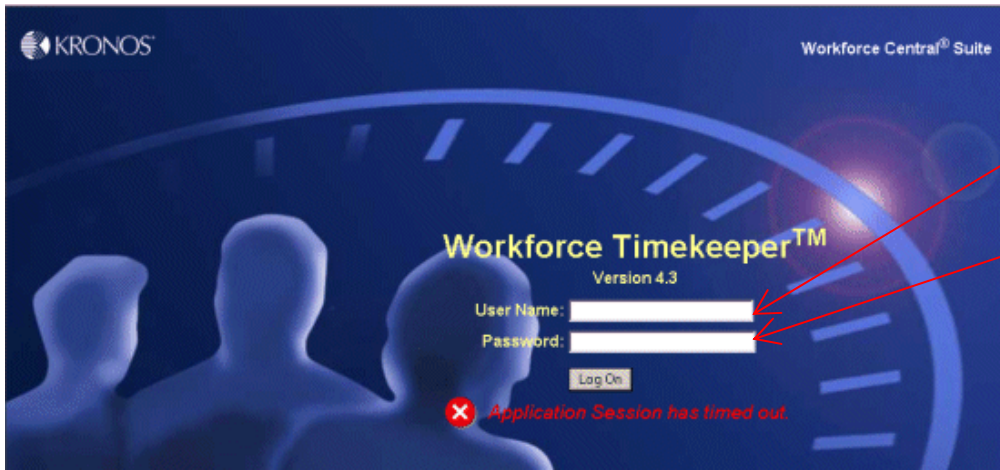 KRONOS
Workforce Central® Suite
Workforce Timekeeper™
Version 4.3
User Name:
Password:
Log On
Application Session has timed out.